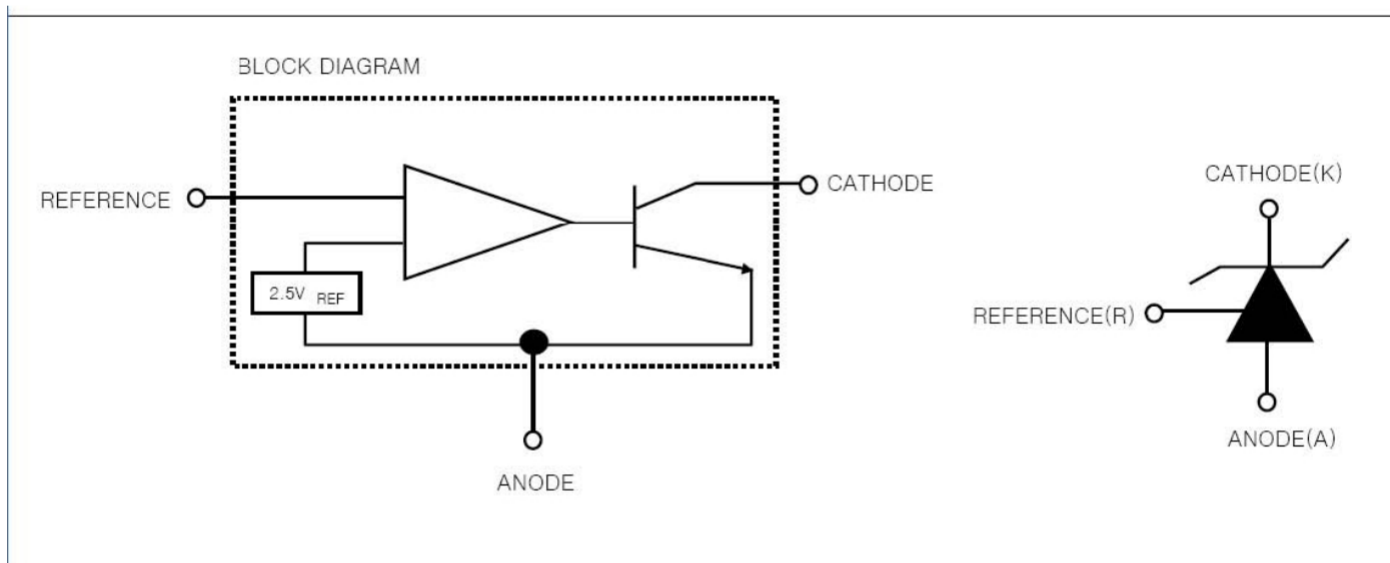 BLOCK DIAGRAM
REFERENCE
CATHODE
2.5V REF
ANODE
CATHODE(K)
REFERENCE(R)
ANODE(A)